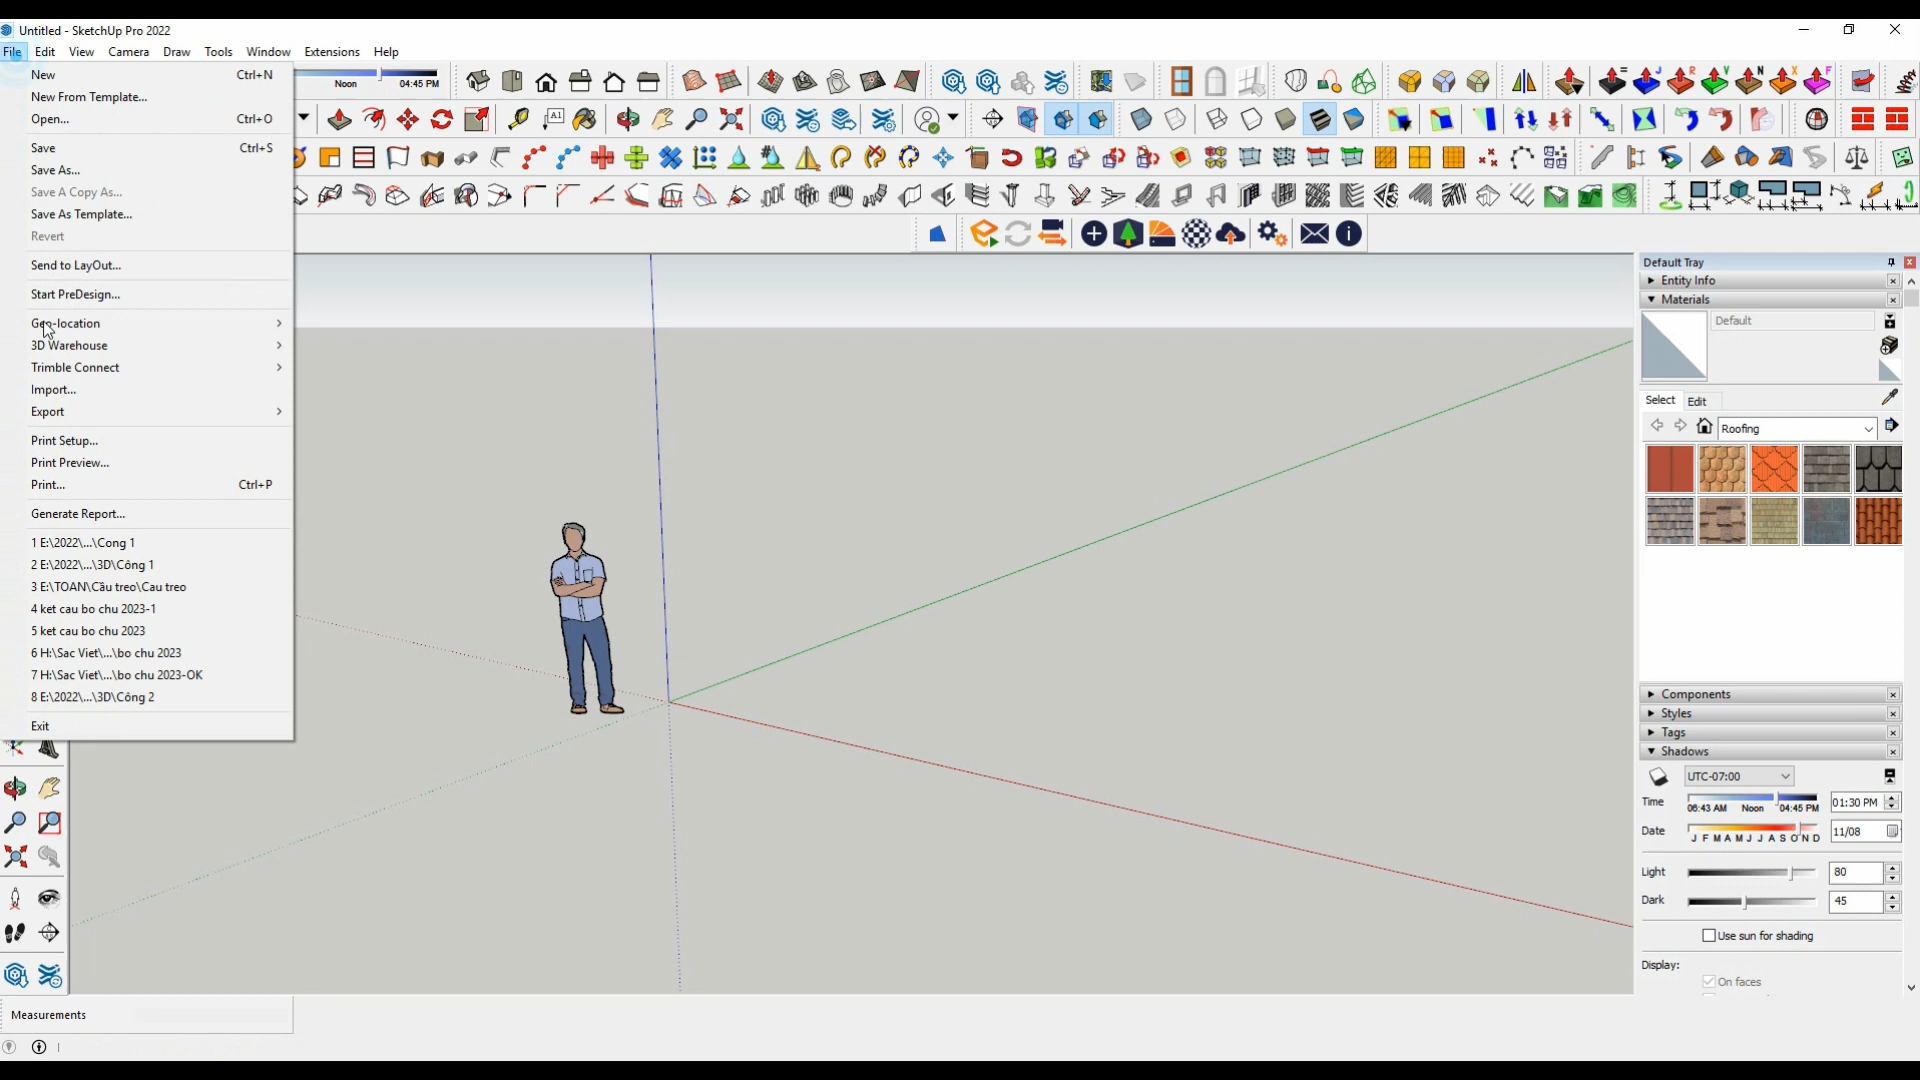 Untitled - SketchUp Pro 2022
File Edit View Camera Draw Tools Window Extensions Help
New Ctrl+N
New From Template...
Open... Ctrl+O
Save Ctrl+S
Save As...
Save A Copy As...
Save As Template...
Revert
Send to LayOut...
Start PreDesign...
Geo-location
3D Warehouse
Trimble Connect
Import...
Export
Print Setup...
Print Preview...
Print... Ctrl+P
Generate Report...
1 E:\2022\...\Cong 1
2 E:\2022\...\3D\Công 1
3 E:\TOAN\Cầu treo\Cau treo
4 ket cau bo chu 2023-1
5 ket cau bo chu 2023
6 H:\Sac Viet\...\bo chu 2023
7 H:\Sac Viet\...\bo chu 2023-OK
8 E:\2022\...\3D\Công 2
Exit
Noon 04:45 PM
A1
Default Tray
Entity Info
Materials
Default
Select Edit
Roofing
Components
Styles
Tags
Shadows
UTC-07:00
Time 06:43 AM Noon 04:45 PM 01:30 PM
Date J F M A M J J A S O N D 11/08
Light 80
Dark 45
Use sun for shading
Display:
On faces
Measurements